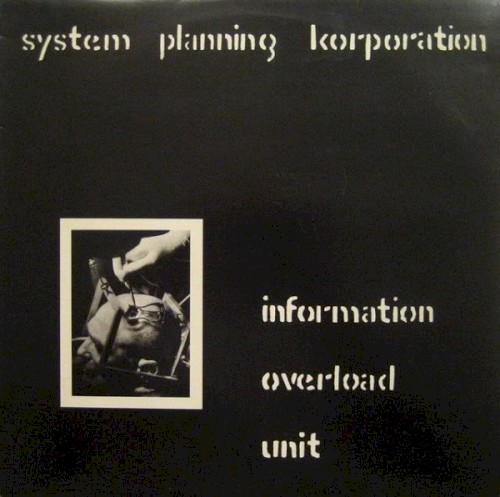 system planning korporation
information
overload
unit